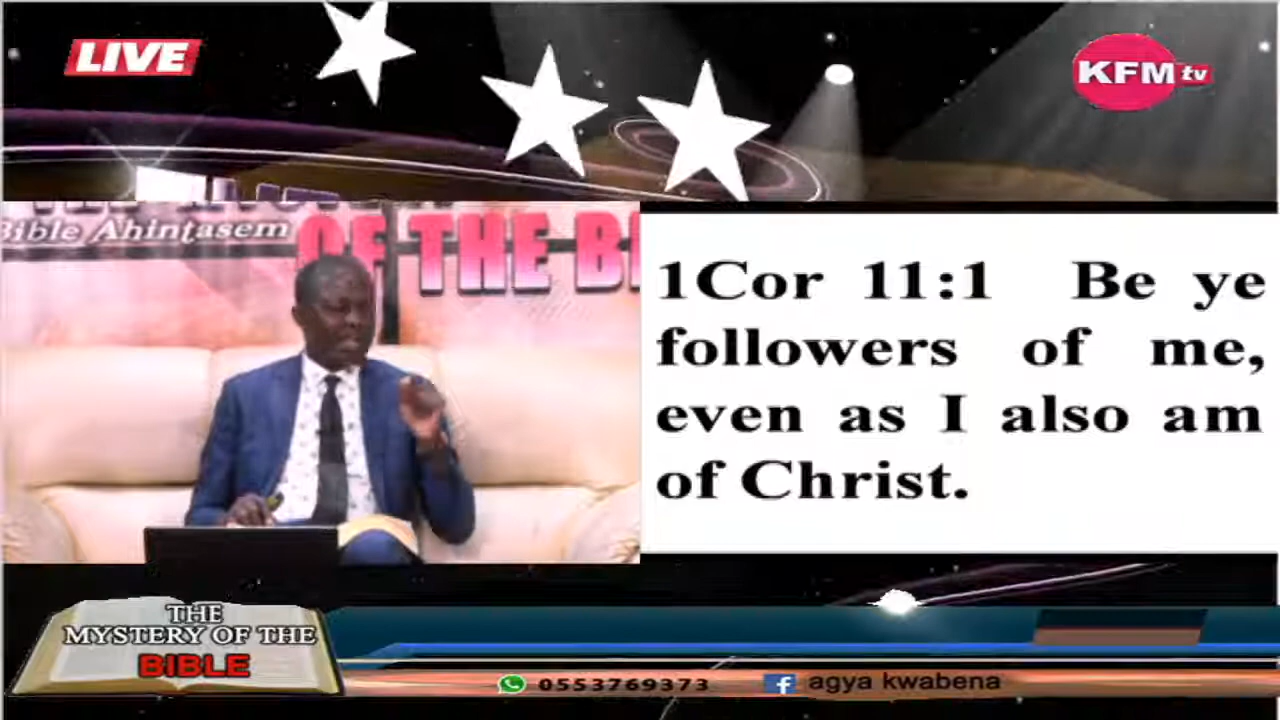 LIVE
KFM tv
Bible Ahintasem
OF THE BI
1Cor 11:1 Be ye
followers of me,
even as I also am
of Christ.
THE
MYSTERY OF THE
BIBLE
0553769373
agya kwabena